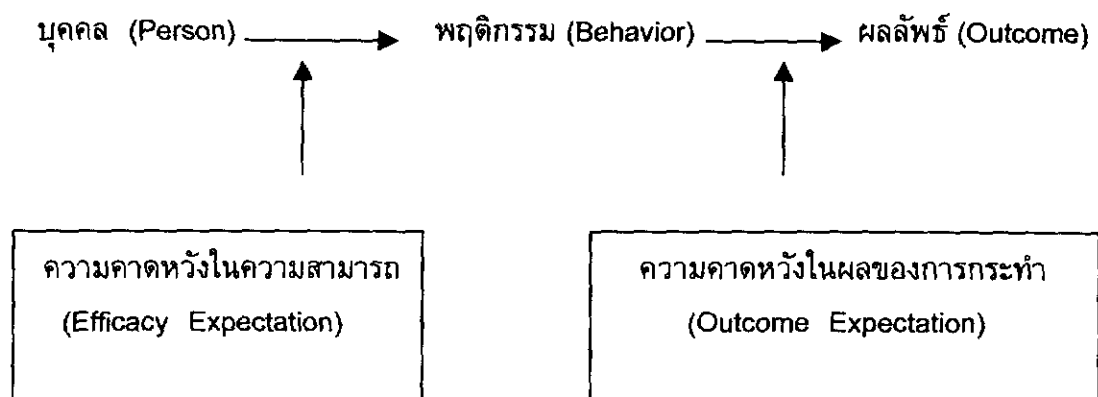 บุคคล (Person) พฤติกรรม (Behavior) ผลลัพธ์ (Outcome)
ความคาดหวังในความสามารถ
(Efficacy Expectation)
ความคาดหวังในผลของการกระทำ
(Outcome Expectation)